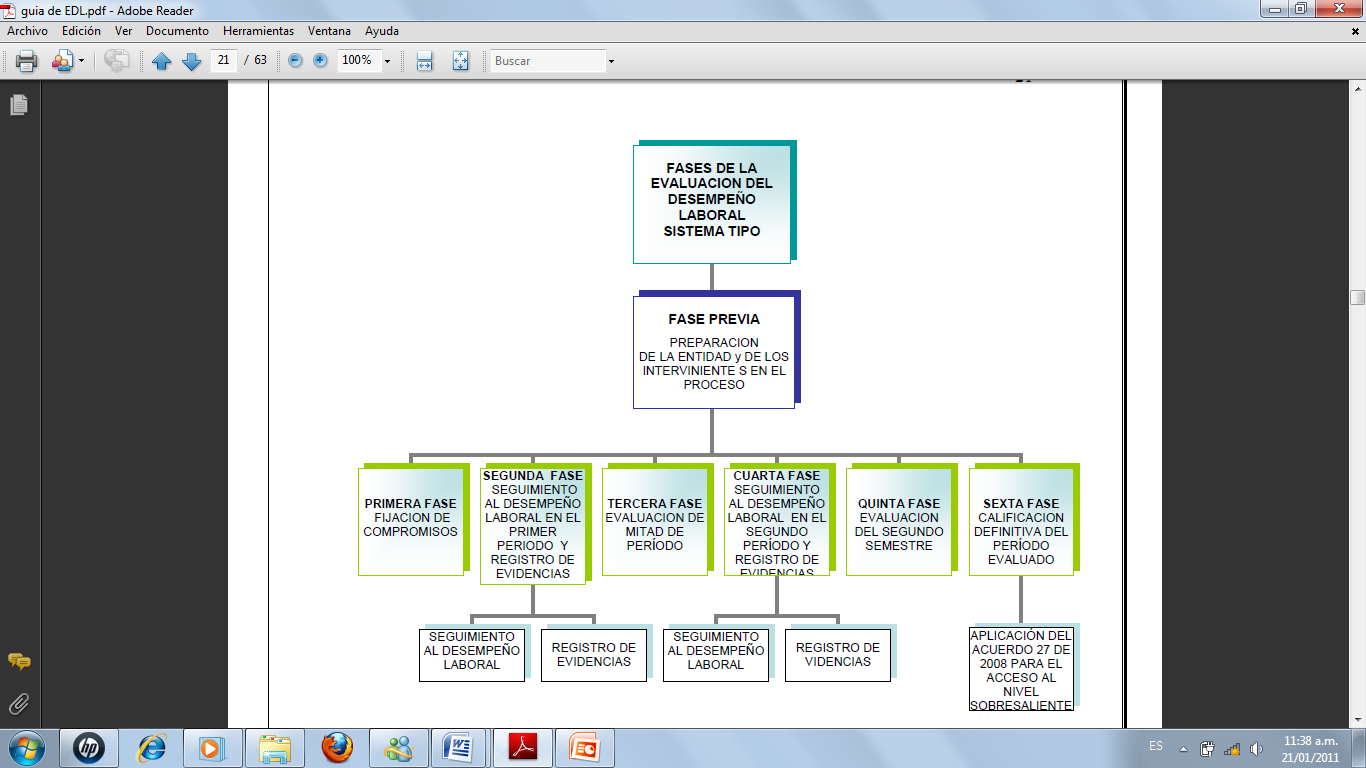 guia de EDL.pdf - Adobe Reader
Archivo Edición Ver Documento Herramientas Ventana Ayuda
21 / 63 100% Buscar
FASES DE LA
EVALUACION DEL
DESEMPEÑO
LABORAL
SISTEMA TIPO
FASE PREVIA
PREPARACION
DE LA ENTIDAD y DE LOS
INTERVINIENTE S EN EL
PROCESO
PRIMERA FASE
FIJACION DE
COMPROMISOS
SEGUNDA FASE
SEGUIMIENTO
AL DESEMPEÑO
LABORAL EN EL
PRIMER
PERIODO Y
REGISTRO DE
EVIDENCIAS
TERCERA FASE
EVALUACION DE
MITAD DE
PERÍODO
CUARTA FASE
SEGUIMIENTO
AL DESEMPEÑO
LABORAL EN EL
SEGUNDO
PERÍODO Y
REGISTRO DE
EVIDENCIAS
QUINTA FASE
EVALUACION
DEL SEGUNDO
SEMESTRE
SEXTA FASE
CALIFICACION
DEFINITIVA DEL
PERÍODO
EVALUADO
SEGUIMIENTO
AL DESEMPEÑO
LABORAL
REGISTRO DE
EVIDENCIAS
SEGUIMIENTO
AL DESEMPEÑO
LABORAL
REGISTRO DE
VIDENCIAS
APLICACIÓN DEL
ACUERDO 27 DE
2008 PARA EL
ACCESO AL
NIVEL
SOBRESALIENTE
hp
ES
11:38 a.m.
21/01/2011